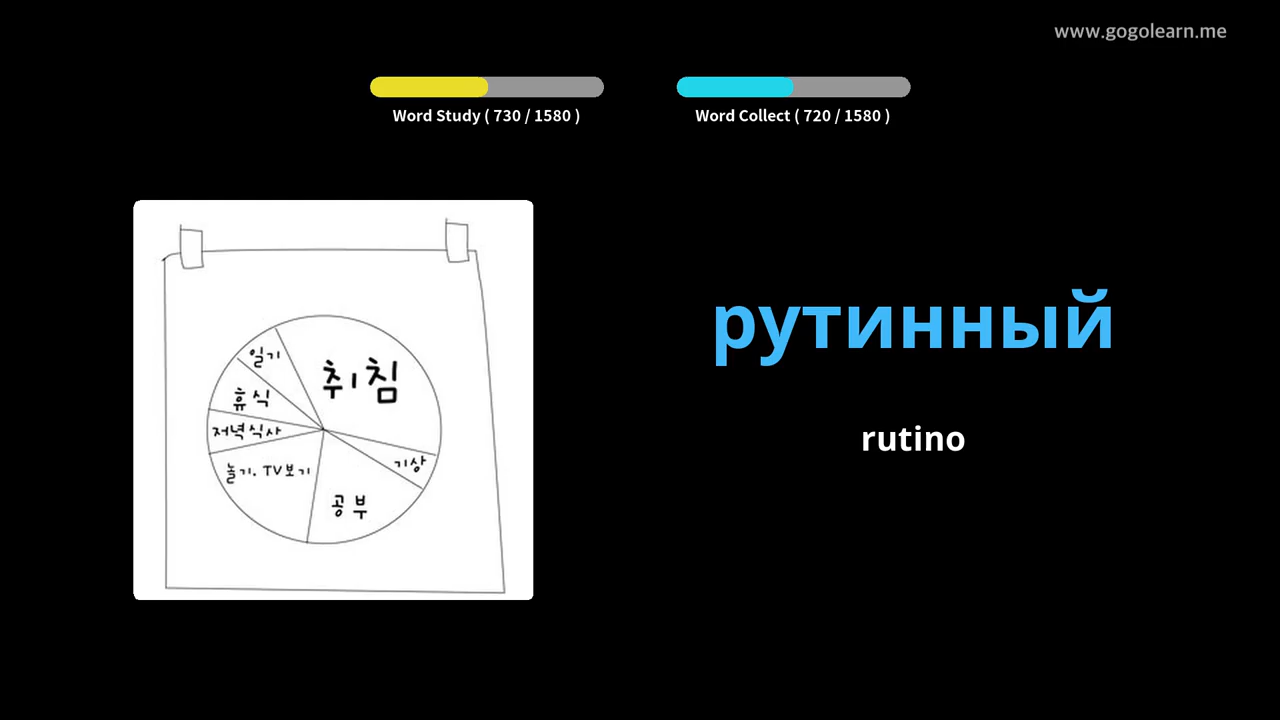 www.gogolearn.me
Word Study ( 730 / 1580 )
Word Collect ( 720 / 1580 )
일기
취침
휴식
저녁식사
놀기. TV보기
기상
공부
рутинный
rutino